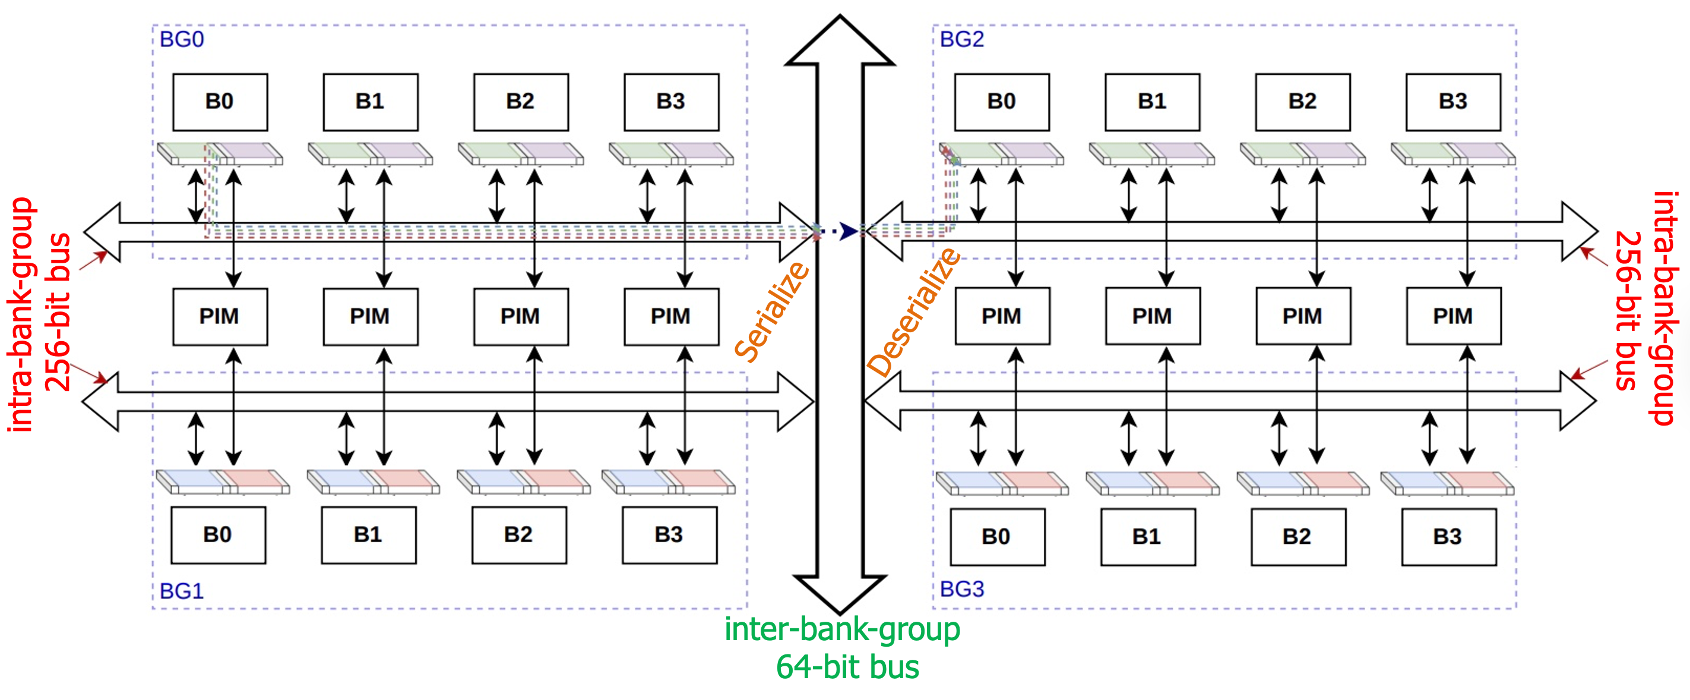 BG0
BG2
B0 B1 B2 B3
B0 B1 B2 B3
intra-bank-group
256-bit bus
intra-bank-group
256-bit bus
Serialize
Deserialize
PIM PIM PIM PIM
PIM PIM PIM PIM
B0 B1 B2 B3
B0 B1 B2 B3
BG1
BG3
inter-bank-group
64-bit bus